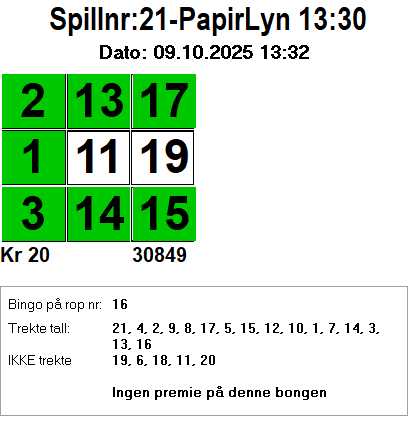 Spillnr:21-PapirLyn 13:30
Dato: 09.10.2025 13:32
2 13 17
1 11 19
3 14 15
Kr 20 30849
Bingo på rop nr: 16
Trekte tall: 21, 4, 2, 9, 8, 17, 5, 15, 12, 10, 1, 7, 14, 3,
13, 16
IKKE trekte 19, 6, 18, 11, 20
Ingen premie på denne bongen